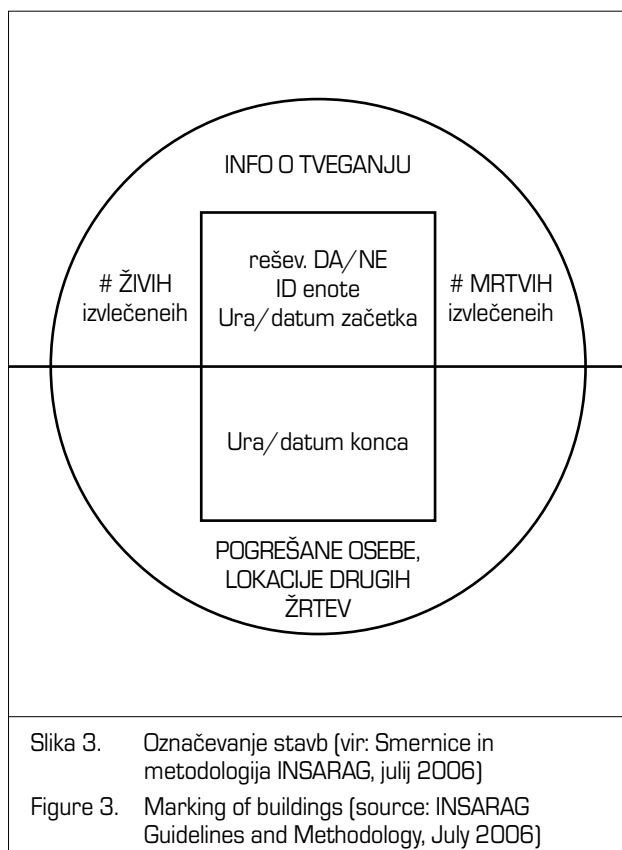 INFO O TVEGANJU
# ŽIVIH
izvlečeneih
rešev. DA/NE
ID enote
Ura/datum začetka
# MRTVIH
izvlečeneih
Ura/datum konca
POGREŠANE OSEBE,
LOKACIJE DRUGIH
ŽRTEV
Slika 3. Označevanje stavb (vir: Smernice in
metodologija INSARAG, julij 2006)
Figure 3. Marking of buildings (source: INSARAG
Guidelines and Methodology, July 2006)